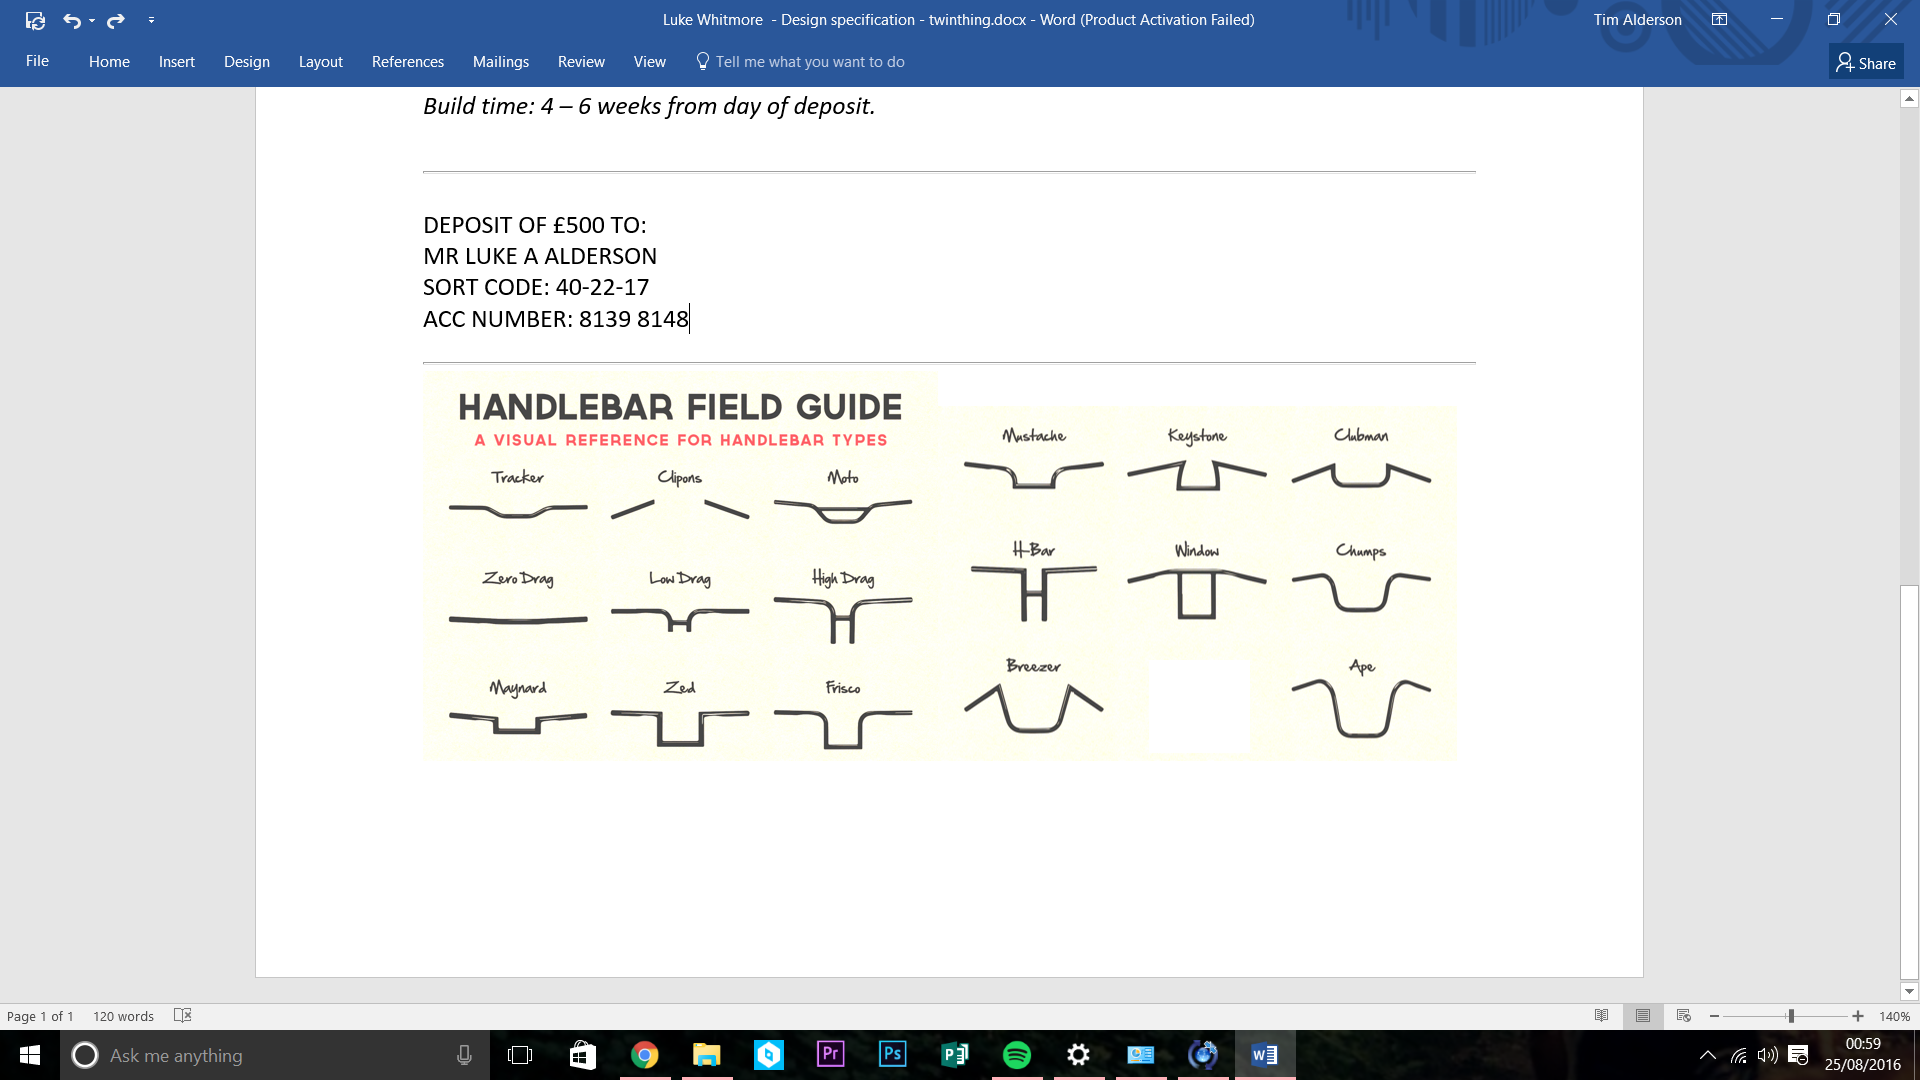 Luke Whitmore  - Design specification - twinthing.docx - Word (Product Activation Failed)
Tim Alderson
File
Home
Insert
Design
Layout
References
Mailings
Review
View
Tell me what you want to do
Share
Build time: 4 – 6 weeks from day of deposit.
DEPOSIT OF £500 TO:
MR LUKE A ALDERSON
SORT CODE: 40-22-17
ACC NUMBER: 8139 8148
HANDLEBAR FIELD GUIDE
A VISUAL REFERENCE FOR HANDLEBAR TYPES
Tracker
Clipons
Moto
Zero Drag
Low Drag
High Drag
Maynard
Zed
Frisco
Mustache
Keystone
Clubman
H-Bar
Window
Chumps
Breezer
Ape
Page 1 of 1
120 words
140%
Ask me anything
Pr
Ps
P
W
00:59
25/08/2016